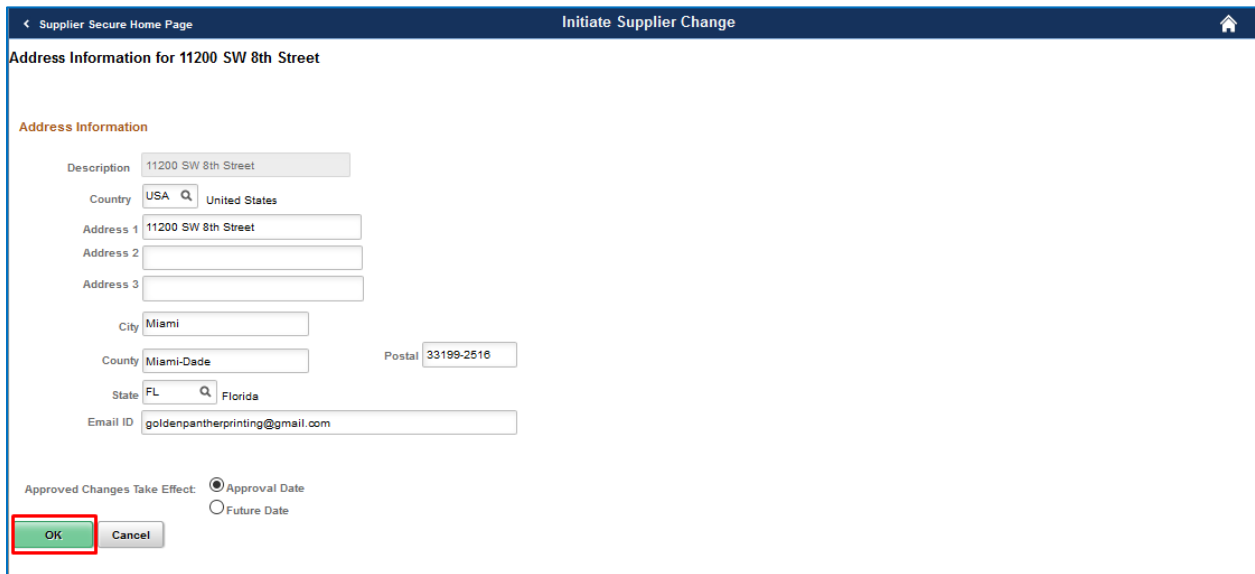 Supplier Secure Home Page Initiate Supplier Change
Address Information for 11200 SW 8th Street
Address Information
Description 11200 SW 8th Street
Country USA United States
Address 1 11200 SW 8th Street
Address 2
Address 3
City Miami
County Miami-Dade Postal 33199-2516
State FL Florida
Email ID goldenpantherprinting@gmail.com
Approved Changes Take Effect: Approval Date
Future Date
OK Cancel